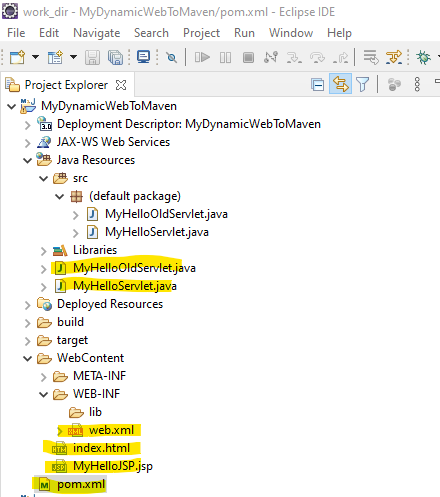 work_dir - MyDynamicWebToMaven/pom.xml - Eclipse IDE
File Edit Navigate Search Project Run Window Help
Project Explorer
MyDynamicWebToMaven
3.0 Deployment Descriptor: MyDynamicWebToMaven
JAX-WS Web Services
Java Resources
src
(default package)
MyHelloOldServlet.java
MyHelloServlet.java
Libraries
MyHelloOldServlet.java
MyHelloServlet.java
Deployed Resources
build
target
WebContent
META-INF
WEB-INF
lib
web.xml
index.html
MyHelloJSP.jsp
pom.xml